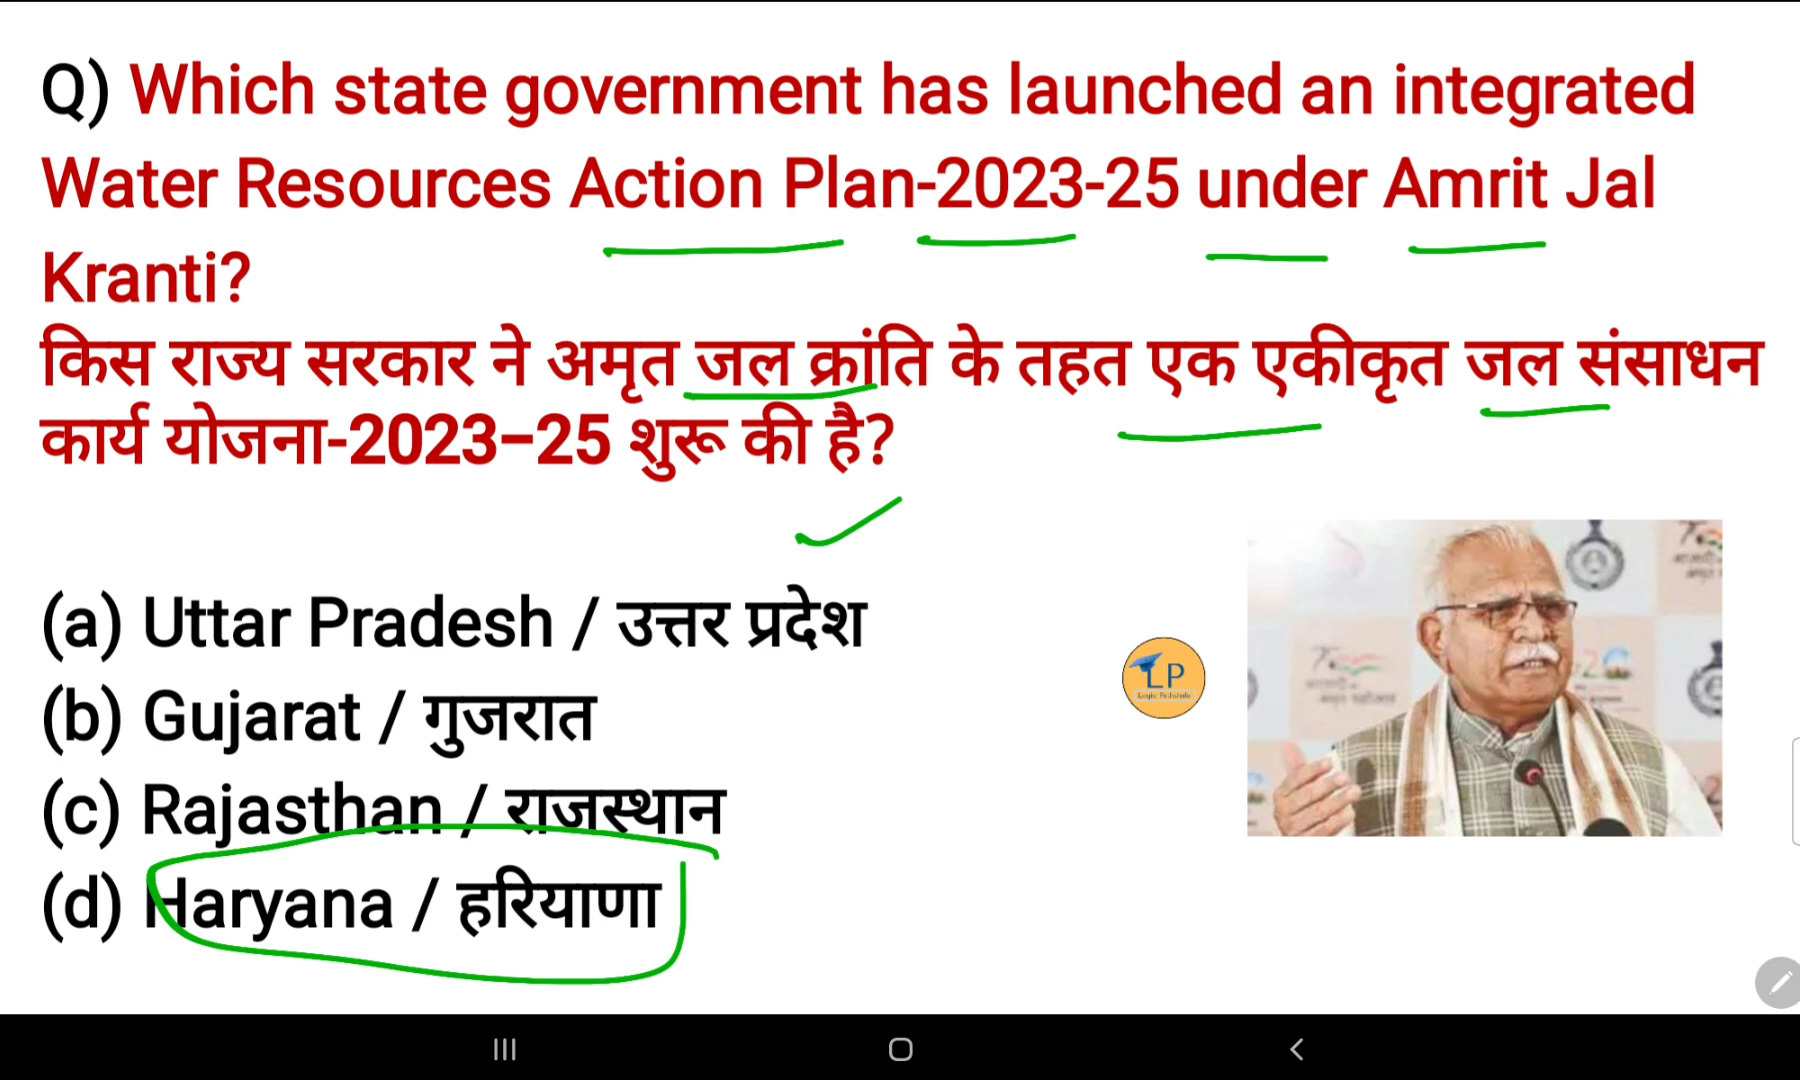 Q) Which state government has launched an integrated
Water Resources Action Plan-2023-25 under Amrit Jal
Kranti?
किस राज्य सरकार ने अमृत जल क्रांति के तहत एक एकीकृत जल संसाधन
कार्य योजना-2023–25 शुरू की है?
(a) Uttar Pradesh / उत्तर प्रदेश
(b) Gujarat / गुजरात
(c) Rajasthan / राजस्थान
(d) Haryana / हरियाणा
LP